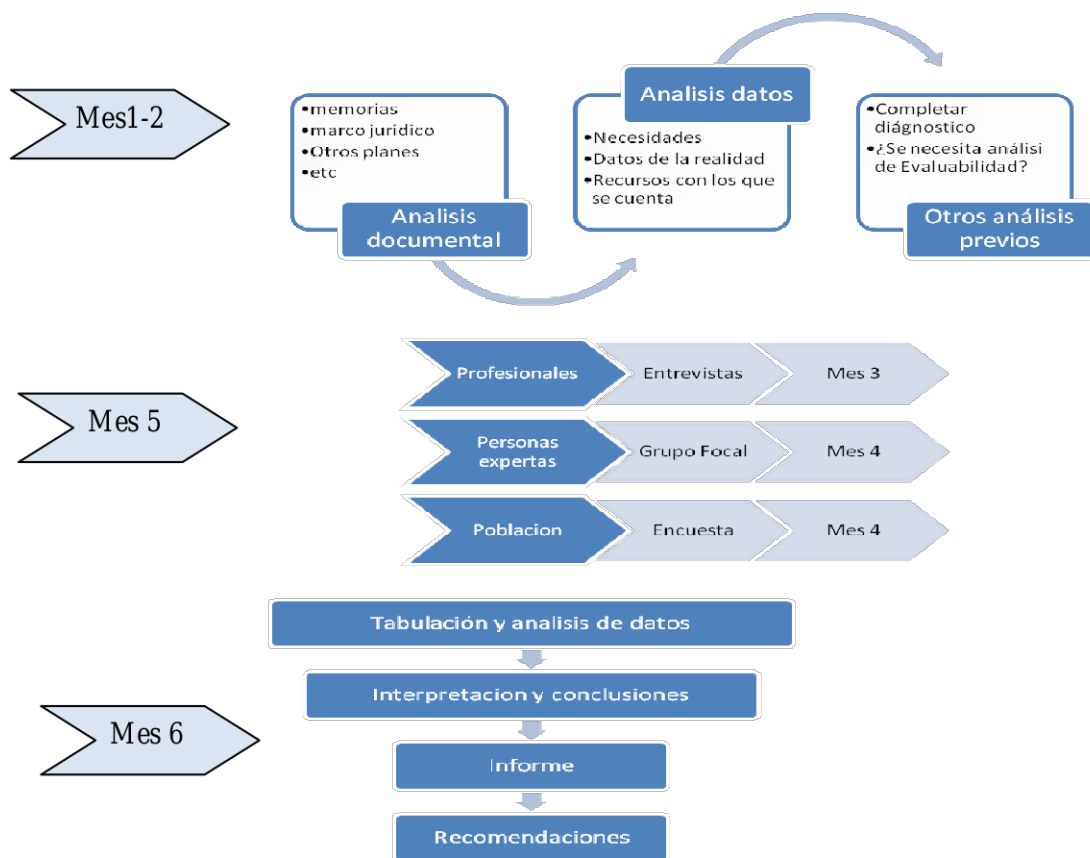 Mes1-2
•memorias
•marco juridico
•Otros planes
•etc
Analisis
documental
Analisis datos
•Necesidades
•Datos de la realidad
•Recursos con los que
se cuenta
•Completar
diágnostico
•¿Se necesita análisi
de Evaluabilidad?
Otros análisis
previos
Mes 5
Profesionales
Entrevistas
Mes 3
Personas
expertas
Grupo Focal
Mes 4
Poblacion
Encuesta
Mes 4
Mes 6
Tabulación y analisis de datos
Interpretacion y conclusiones
Informe
Recomendaciones